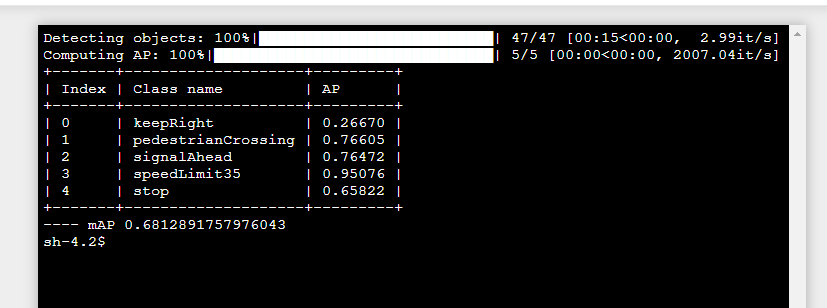 Detecting objects: 100%|██████████████████████████| 47/47 [00:15<00:00,  2.99it/s]
Computing AP: 100%|███████████████████████████████| 5/5 [00:00<00:00, 2007.04it/s]
+-------+--------------------+---------+
| Index | Class name         | AP      |
+-------+--------------------+---------+
| 0     | keepRight          | 0.26670 |
| 1     | pedestrianCrossing | 0.76605 |
| 2     | signalAhead        | 0.76472 |
| 3     | speedLimit35       | 0.95076 |
| 4     | stop               | 0.65822 |
+-------+--------------------+---------+
---- mAP 0.6812891757976043
sh-4.2$